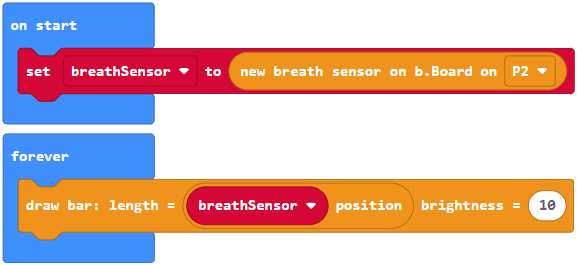 on start
set breathSensor to new breath sensor on b.Board on P2
forever
draw bar: length = breathSensor position brightness = 10